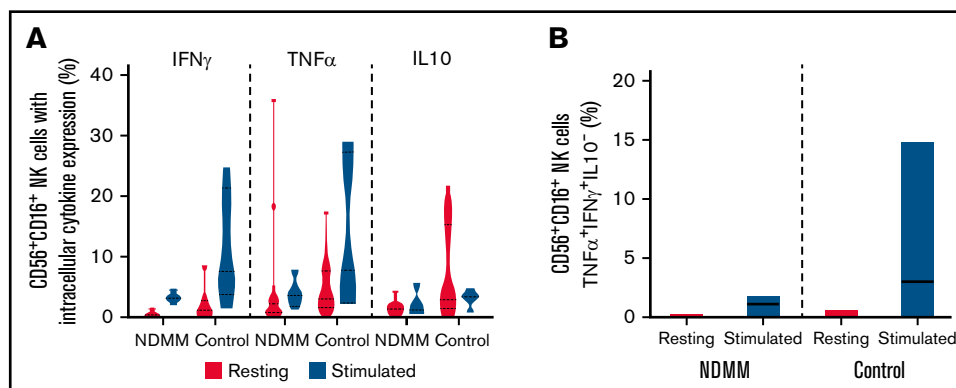 A
IFNγ TNFα IL10
CD56+CD16+ NK cells with
intracellular cytokine expression (%)
40
30
20
10
0
NDMM Control NDMM Control NDMM Control
Resting Stimulated
B
CD56+CD16+ NK cells
TNFα+IFNγ+IL10− (%)
20
15
10
5
0
Resting Stimulated Resting Stimulated
NDMM Control